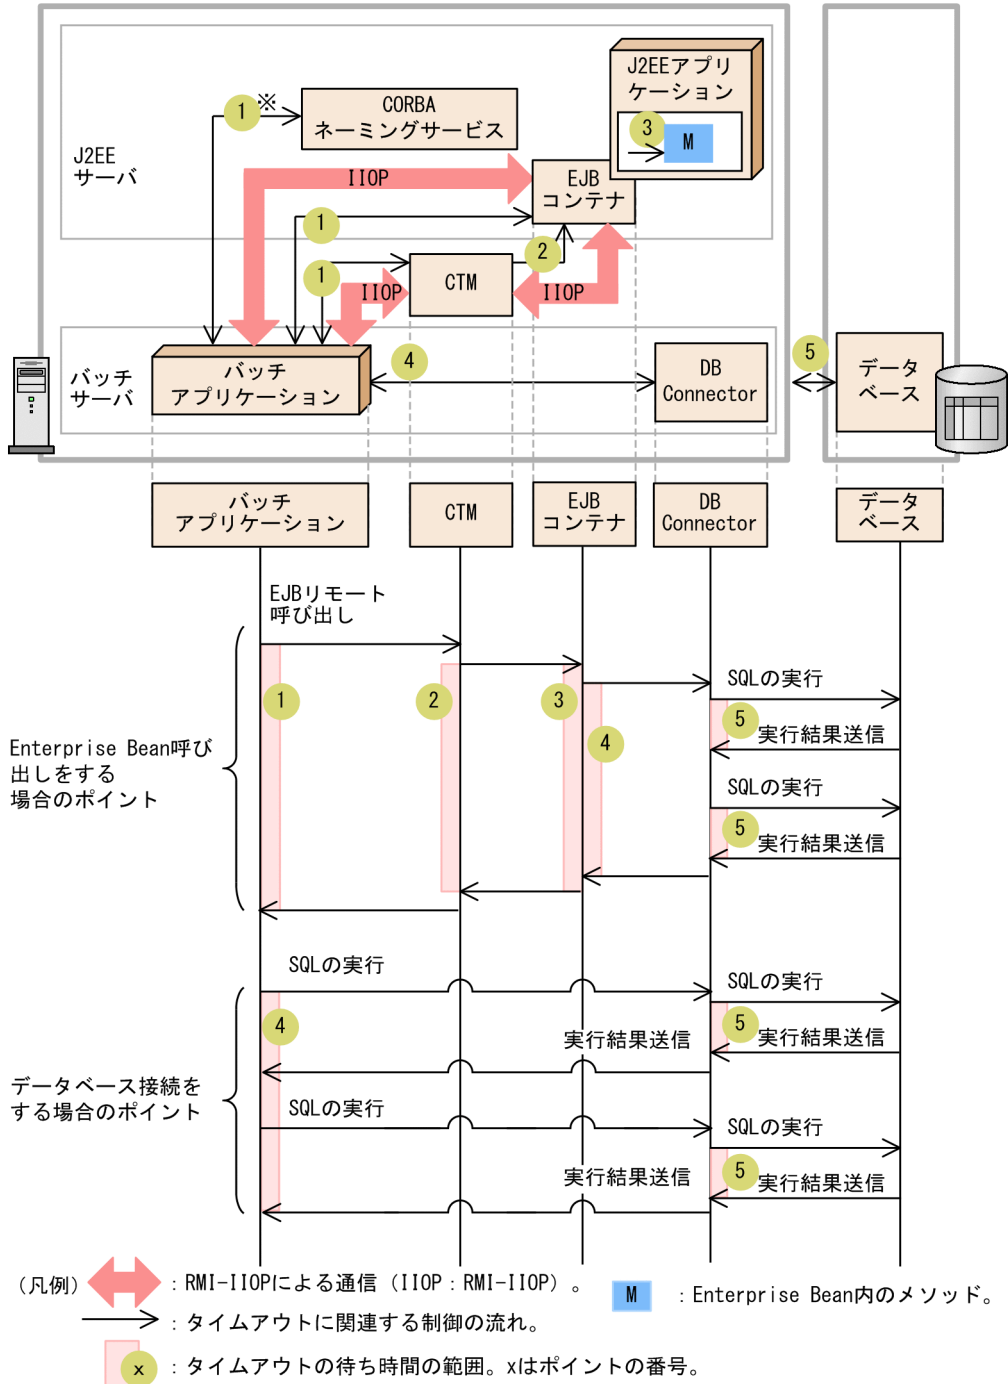 J2EEアプリ
ケーション
3
M
1
※
CORBA
ネーミングサービス
J2EE
サーバ
IIOP
EJB
コンテナ
1
2
1
CTM
IIOP
IIOP
バッチ
サーバ
バッチ
アプリケーション
4
DB
Connector
5
データ
ベース
バッチ
アプリケーション
CTM
EJB
コンテナ
DB
Connector
データ
ベース
EJBリモート
呼び出し
SQLの実行
1
2
3
4
5
実行結果送信
Enterprise Bean呼び
出しをする
場合のポイント
SQLの実行
5
実行結果送信
SQLの実行
SQLの実行
4
5
実行結果送信
実行結果送信
データベース接続を
する場合のポイント
SQLの実行
SQLの実行
5
実行結果送信
実行結果送信
(凡例)
:RMI-IIOPによる通信(IIOP:RMI-IIOP)。
M
:Enterprise Bean内のメソッド。
:タイムアウトに関連する制御の流れ。
x
:タイムアウトの待ち時間の範囲。xはポイントの番号。